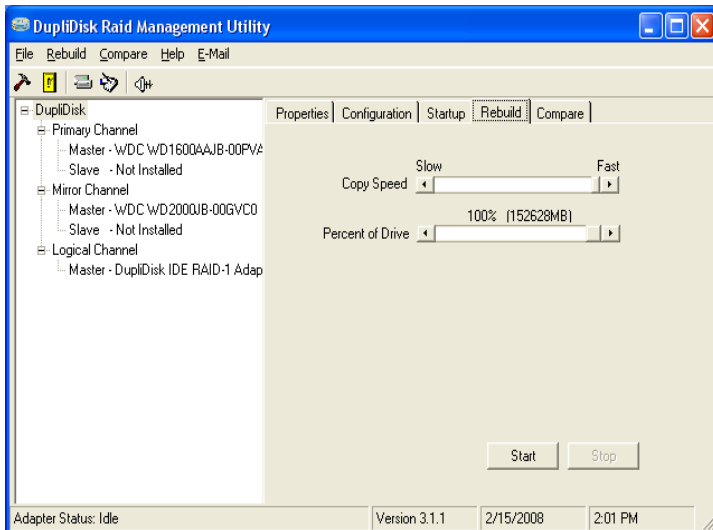 DupliDisk Raid Management Utility
File Rebuild Compare Help E-Mail
DupliDisk
Primary Channel
Master - WDC WD1600AAJB-00PVA
Slave - Not Installed
Mirror Channel
Master - WDC WD2000JB-00GVC0
Slave - Not Installed
Logical Channel
Master - DupliDisk IDE RAID-1 Adap
Properties Configuration Startup Rebuild Compare
Slow Fast
Copy Speed
100% (152628MB)
Percent of Drive
Start Stop
Adapter Status: Idle Version 3.1.1 2/15/2008 2:01 PM